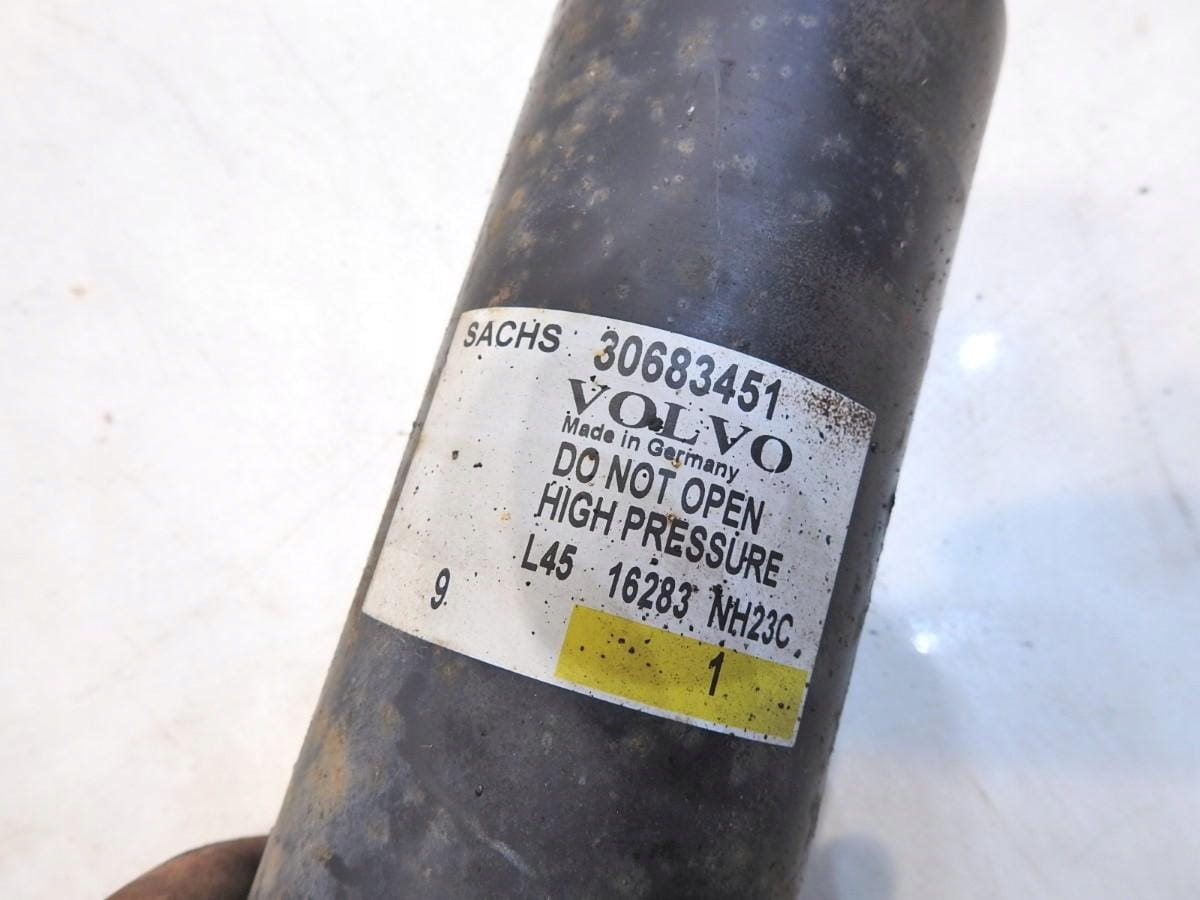 SACHS 30683451
VOLVO
Made in Germany
DO NOT OPEN
HIGH PRESSURE
L45 16283 NH23C
9
1